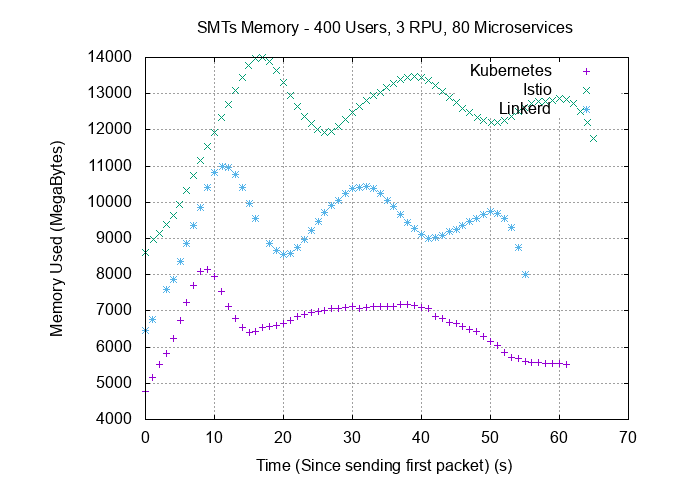 SMTs Memory - 400 Users, 3 RPU, 80 Microservices
14000
13000
12000
11000
10000
9000
8000
7000
6000
5000
4000
Memory Used (MegaBytes)
Kubernetes
Istio
Linkerd
0 10 20 30 40 50 60 70
Time (Since sending first packet) (s)